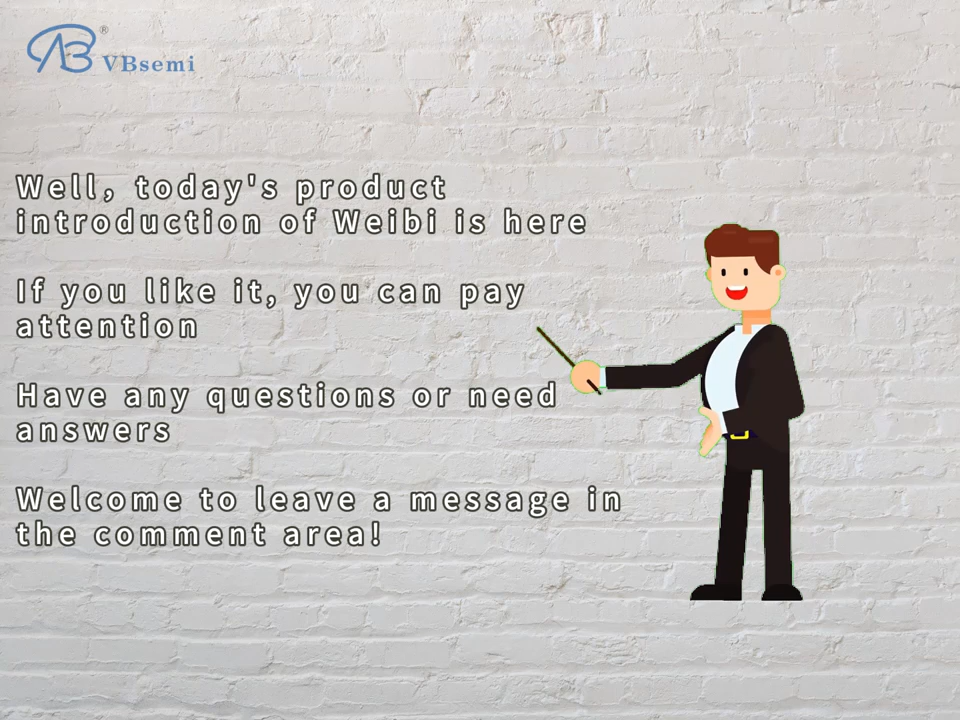 VBsemi
Well, today's product
introduction of Weibi is here
If you like it, you can pay
attention
Have any questions or need
answers
Welcome to leave a message in
the comment area!